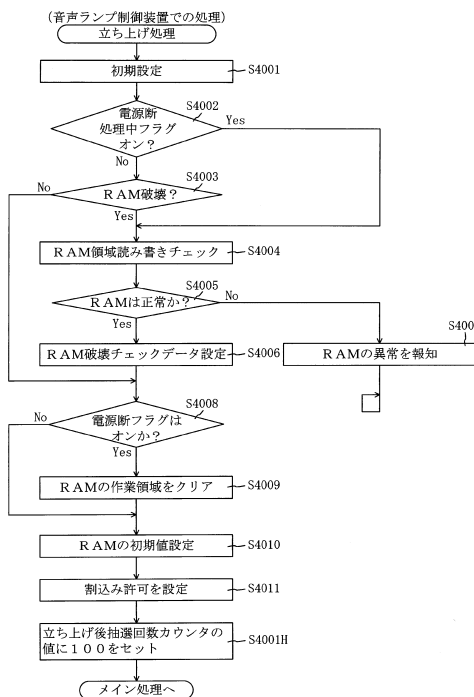 (音声ランプ制御装置での処理)
立ち上げ処理
初期設定
S4001
電源断
処理中フラグ
オン?
S4002
Yes
No
RAM破壊?
S4003
No
Yes
RAM領域読み書きチェック
S4004
RAMは正常か?
S4005
No
Yes
RAM破壊チェックデータ設定
S4006
RAMの異常を報知
電源断フラグは
オンか?
S4008
No
Yes
RAMの作業領域をクリア
S4009
RAMの初期値設定
S4010
割込み許可を設定
S4011
立ち上げ後抽選回数カウンタの
値に100をセット
S4001H
メイン処理へ